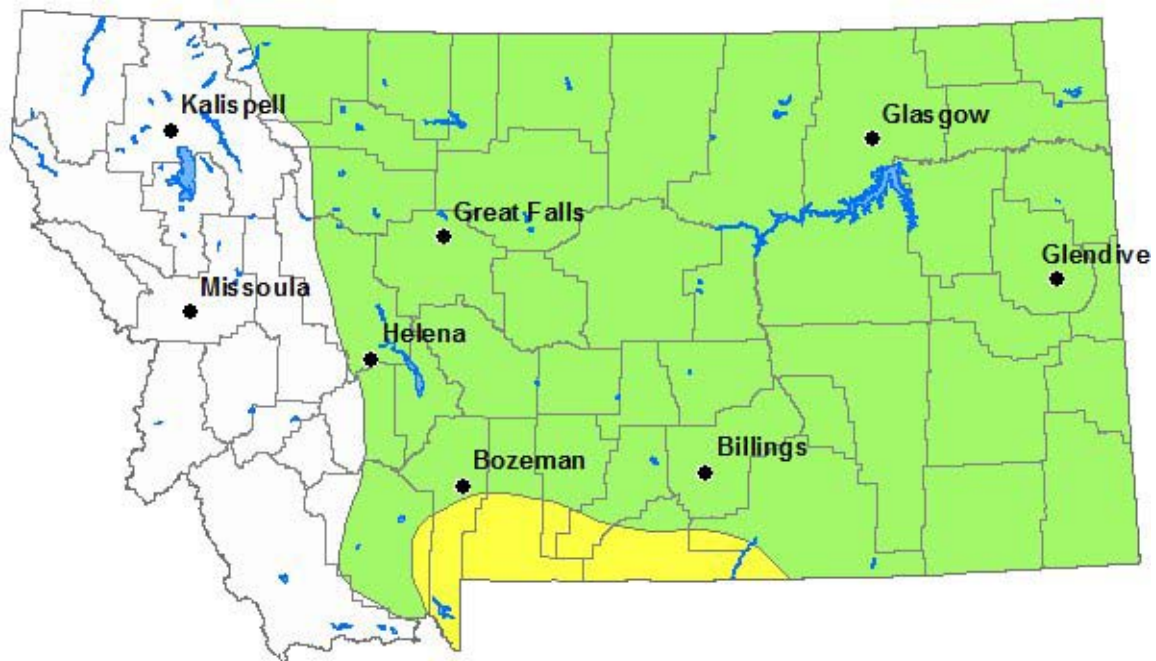 Kalispell
Glasgow
Great Falls
Glendive
Missoula
Helena
Billings
Bozeman